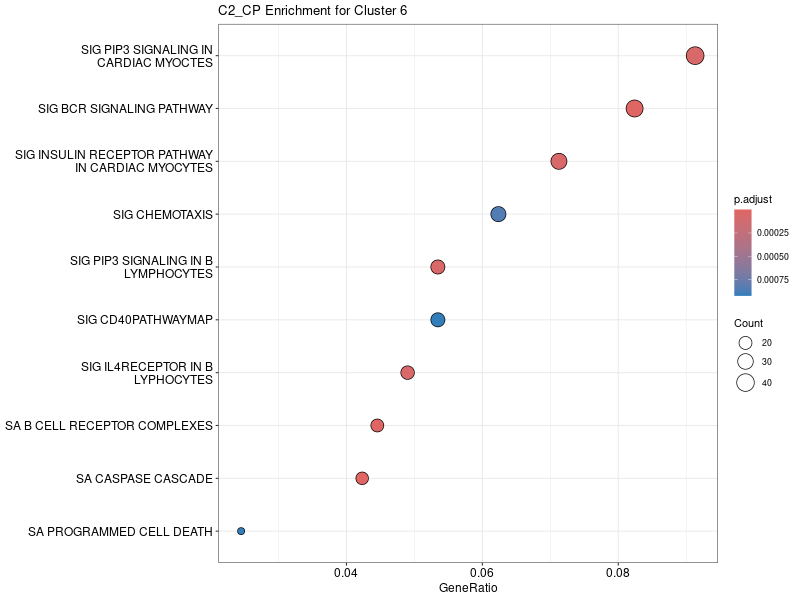 C2_CP Enrichment for Cluster 6
SIG PIP3 SIGNALING IN
CARDIAC MYOCTES
SIG BCR SIGNALING PATHWAY
SIG INSULIN RECEPTOR PATHWAY
IN CARDIAC MYOCYTES
SIG CHEMOTAXIS
SIG PIP3 SIGNALING IN B
LYMPHOCYTES
SIG CD40PATHWAYMAP
SIG IL4RECEPTOR IN B
LYPHOCYTES
SA B CELL RECEPTOR COMPLEXES
SA CASPASE CASCADE
SA PROGRAMMED CELL DEATH
0.04
0.06
0.08
GeneRatio
p.adjust
0.00025
0.00050
0.00075
Count
20
30
40